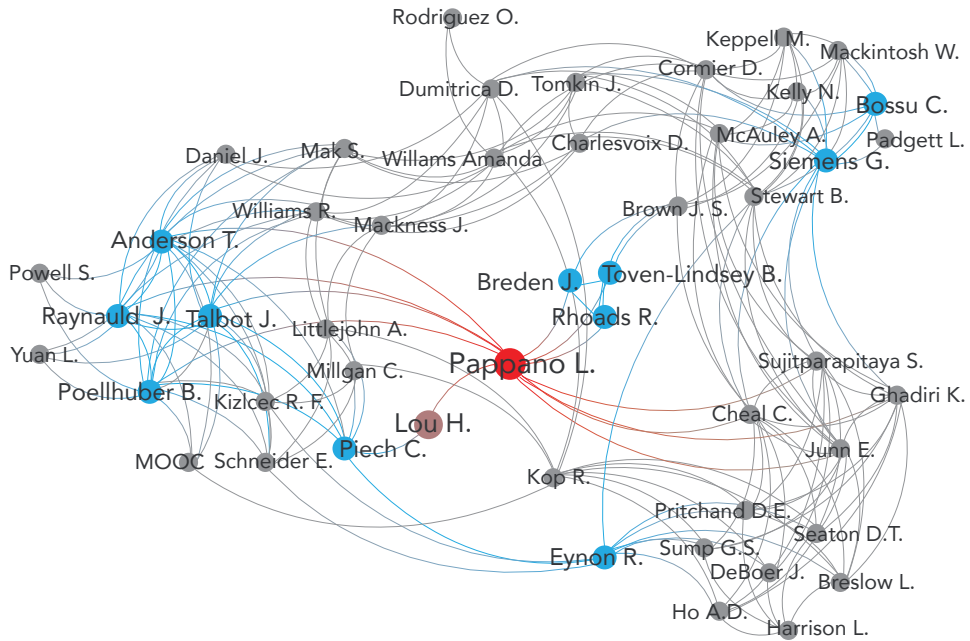 Rodriguez O.
Keppell M.
Mackintosh W.
Cormier D.
Dumitrica D.
Tomkin J.
Kelly N.
Bossu C.
McAuley A.
Padgett L.
Charlesvoix D.
Mak S.
Daniel J.
Willams Amanda
Siemens G.
Stewart B.
Williams R.
Mackness J.
Brown J. S.
Anderson T.
Powell S.
Breden J.
Toven-Lindsey B.
Raynauld J.
Talbot J.
Rhoads R.
Littlejohn A.
Yuan L.
Pappano L.
Sujitparapitaya S.
Millgan C.
Poellhuber B.
Kizlcec R. F.
Ghadiri K.
Cheal C.
Lou H.
Piech C.
Junn E.
MOOC
Schneider E.
Kop R.
Pritchand D.E.
Seaton D.T.
Sump G.S.
Eynon R.
DeBoer J.
Breslow L.
Ho A.D.
Harrison L.